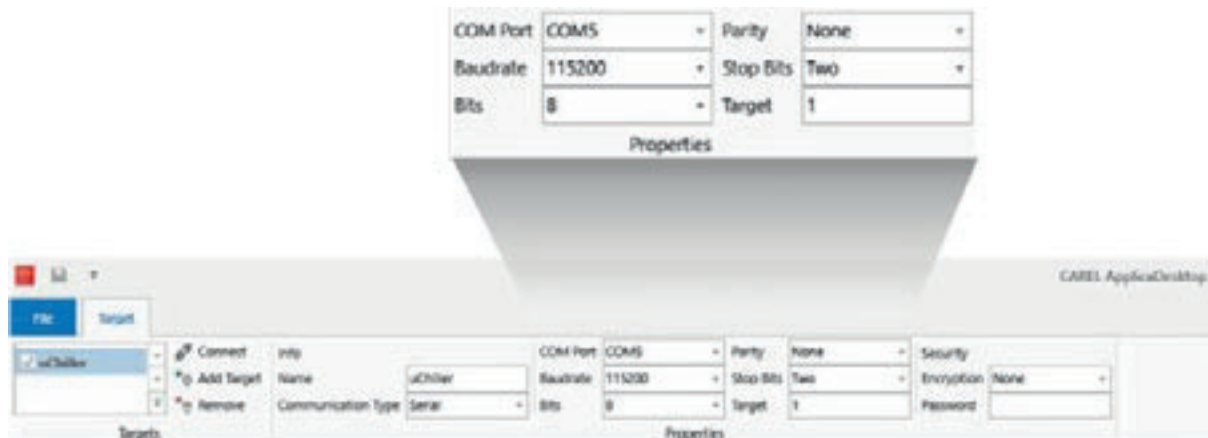 COM Port COM5 Parity None
Baudrate 115200 Stop Bits Two
Bits 8 Target 1
Properties
CAREL ApplicaDesktop
File Target
uChiller Connect Info COM Port COM5 Parity None Security
Add Target Name uChiller Baudrate 115200 Stop Bits Two Encryption None
Remove Communication Type Serial Bits 8 Target 1 Password
Targets Properties